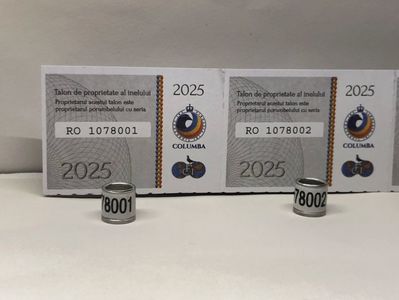 Talon de proprietate al inelului
Proprietarul acestui talon este
proprietarul porumbelului cu seria
RO 1078001
2025
2025
COLUMBA
Talon de proprietate al inelului
Proprietarul acestui talon este
proprietarul porumbelului cu seria
RO 1078002
2025
2025
COLUMBA
78001
78002